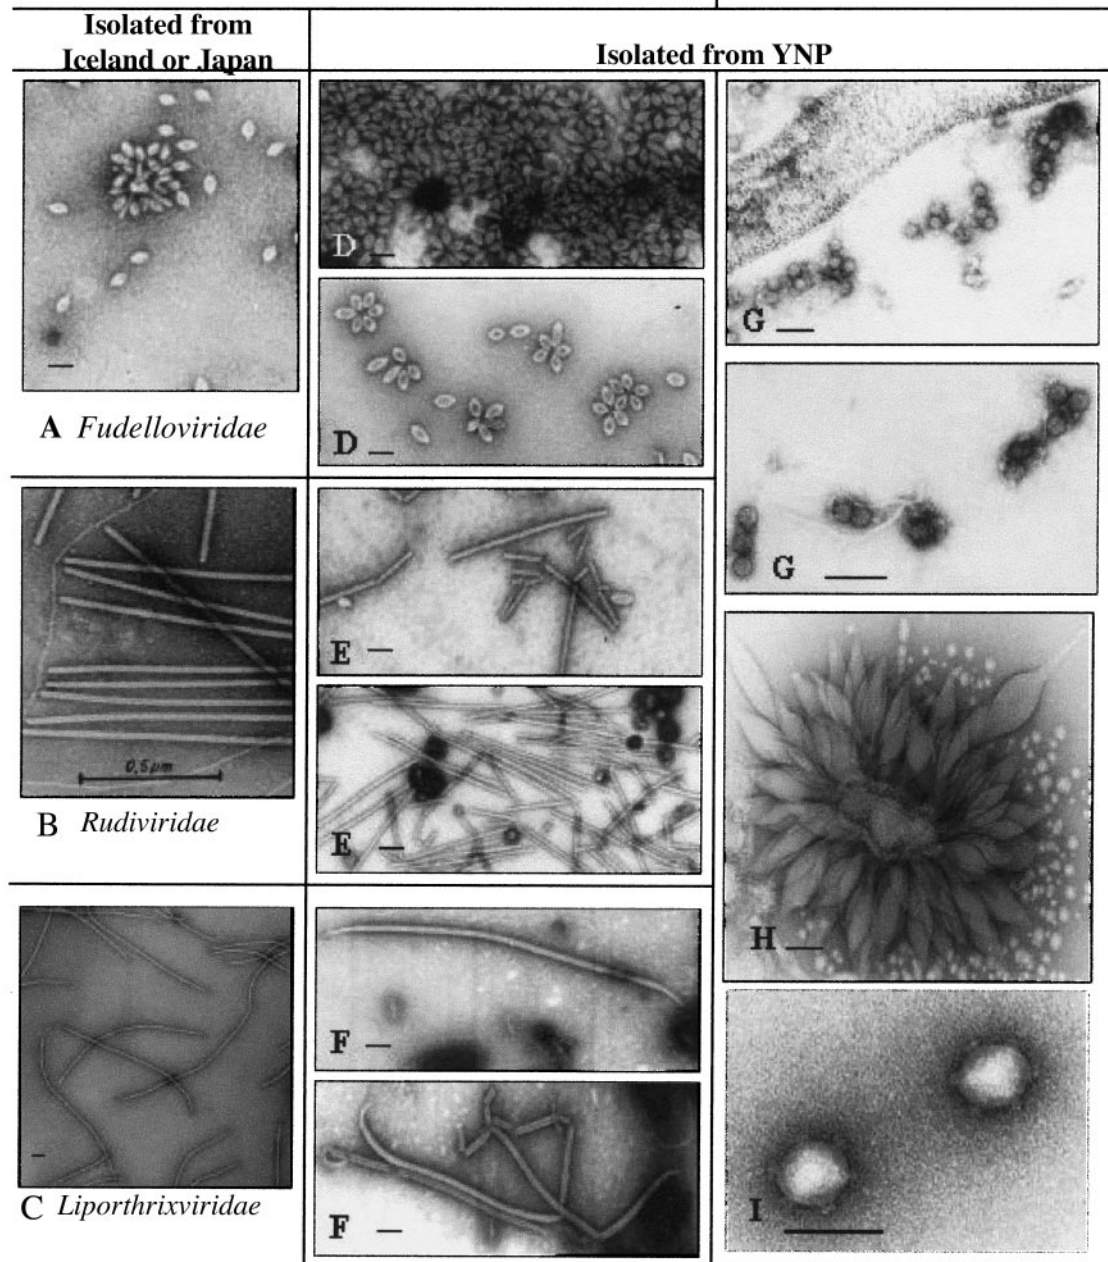 Isolated from
Iceland or Japan
Isolated from YNP
A Fudelloviridae
D
D
G
G
0,5µm
B Rudiviridae
E
E
H
C Liporthrixviridae
F
F
I